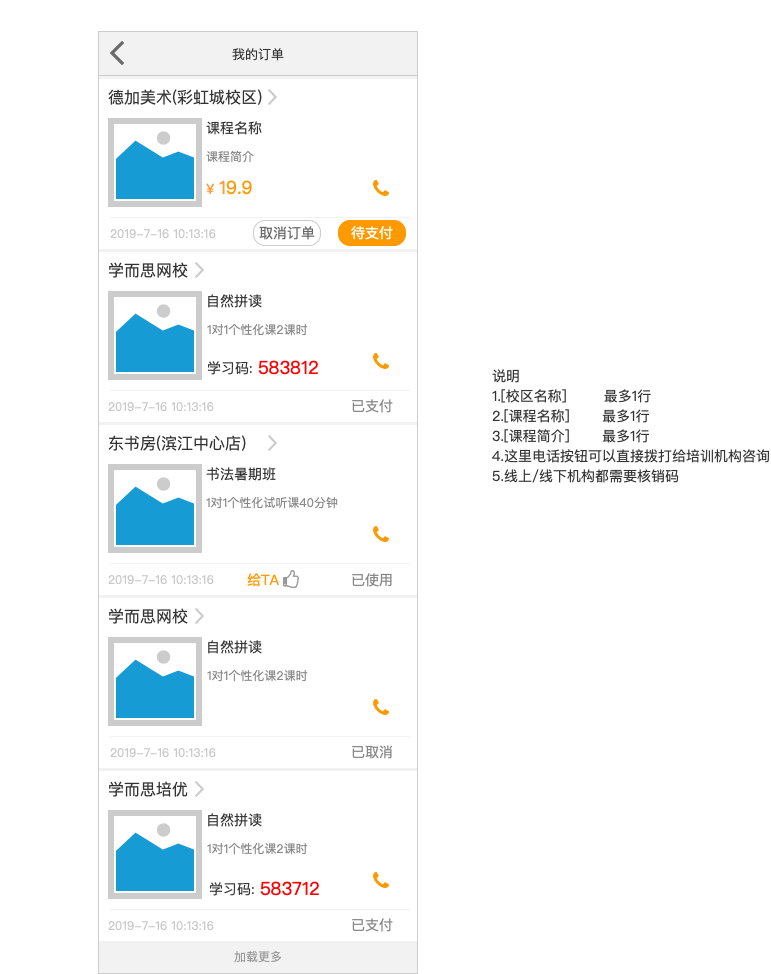 我的订单
德加美术(彩虹城校区)
课程名称
课程简介
¥ 19.9
2019-7-16 10:13:16 取消订单 待支付
学而思网校
自然拼读
1对1个性化课2课时
学习码: 583812
2019-7-16 10:13:16 已支付
东书房(滨江中心店)
书法暑期班
1对1个性化试听课40分钟
2019-7-16 10:13:16 给TA 已使用
学而思网校
自然拼读
1对1个性化课2课时
2019-7-16 10:13:16 已取消
学而思培优
自然拼读
1对1个性化课2课时
学习码: 583712
2019-7-16 10:13:16 已支付
加载更多
说明
1.[校区名称] 最多1行
2.[课程名称] 最多1行
3.[课程简介] 最多1行
4.这里电话按钮可以直接拨打给培训机构咨询
5.线上/线下机构都需要核销码